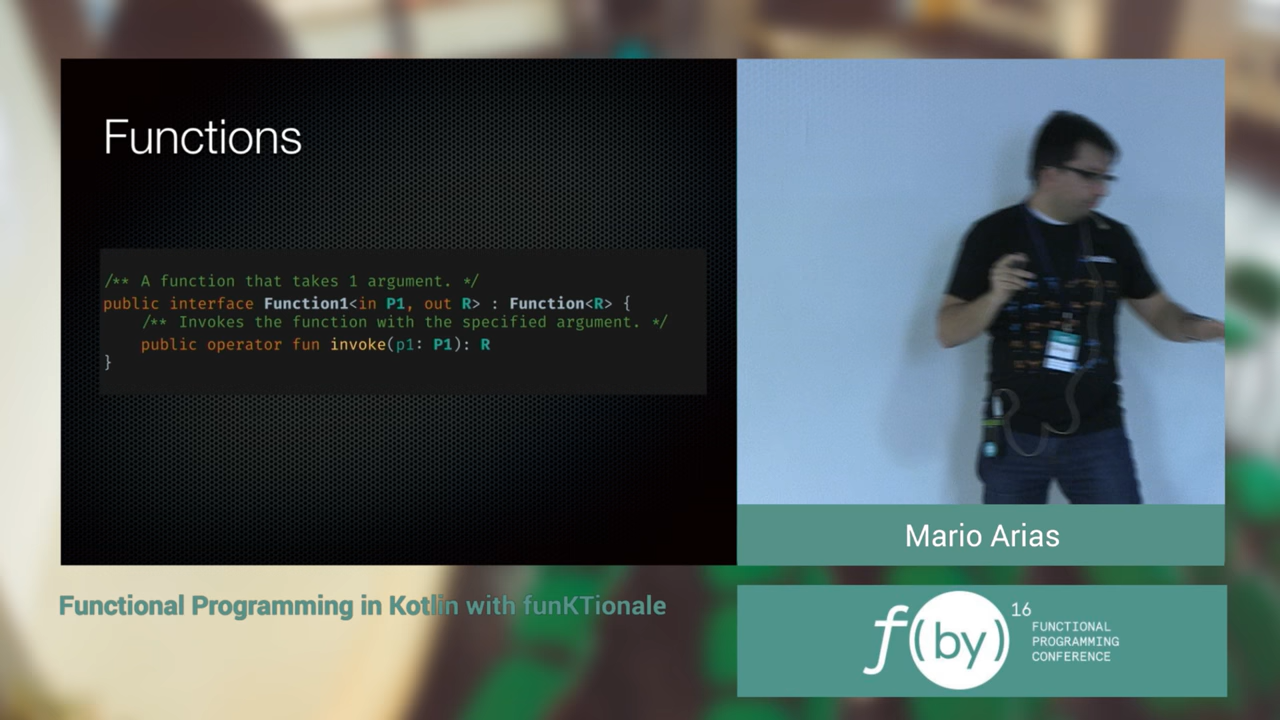 Functions
/** A function that takes 1 argument. */
public interface Function1<in P1, out R> : Function<R> {
/** Invokes the function with the specified argument. */
public operator fun invoke(p1: P1): R
}
Mario Arias
Functional Programming in Kotlin with funKTionale
f(by) 16
FUNCTIONAL
PROGRAMMING
CONFERENCE